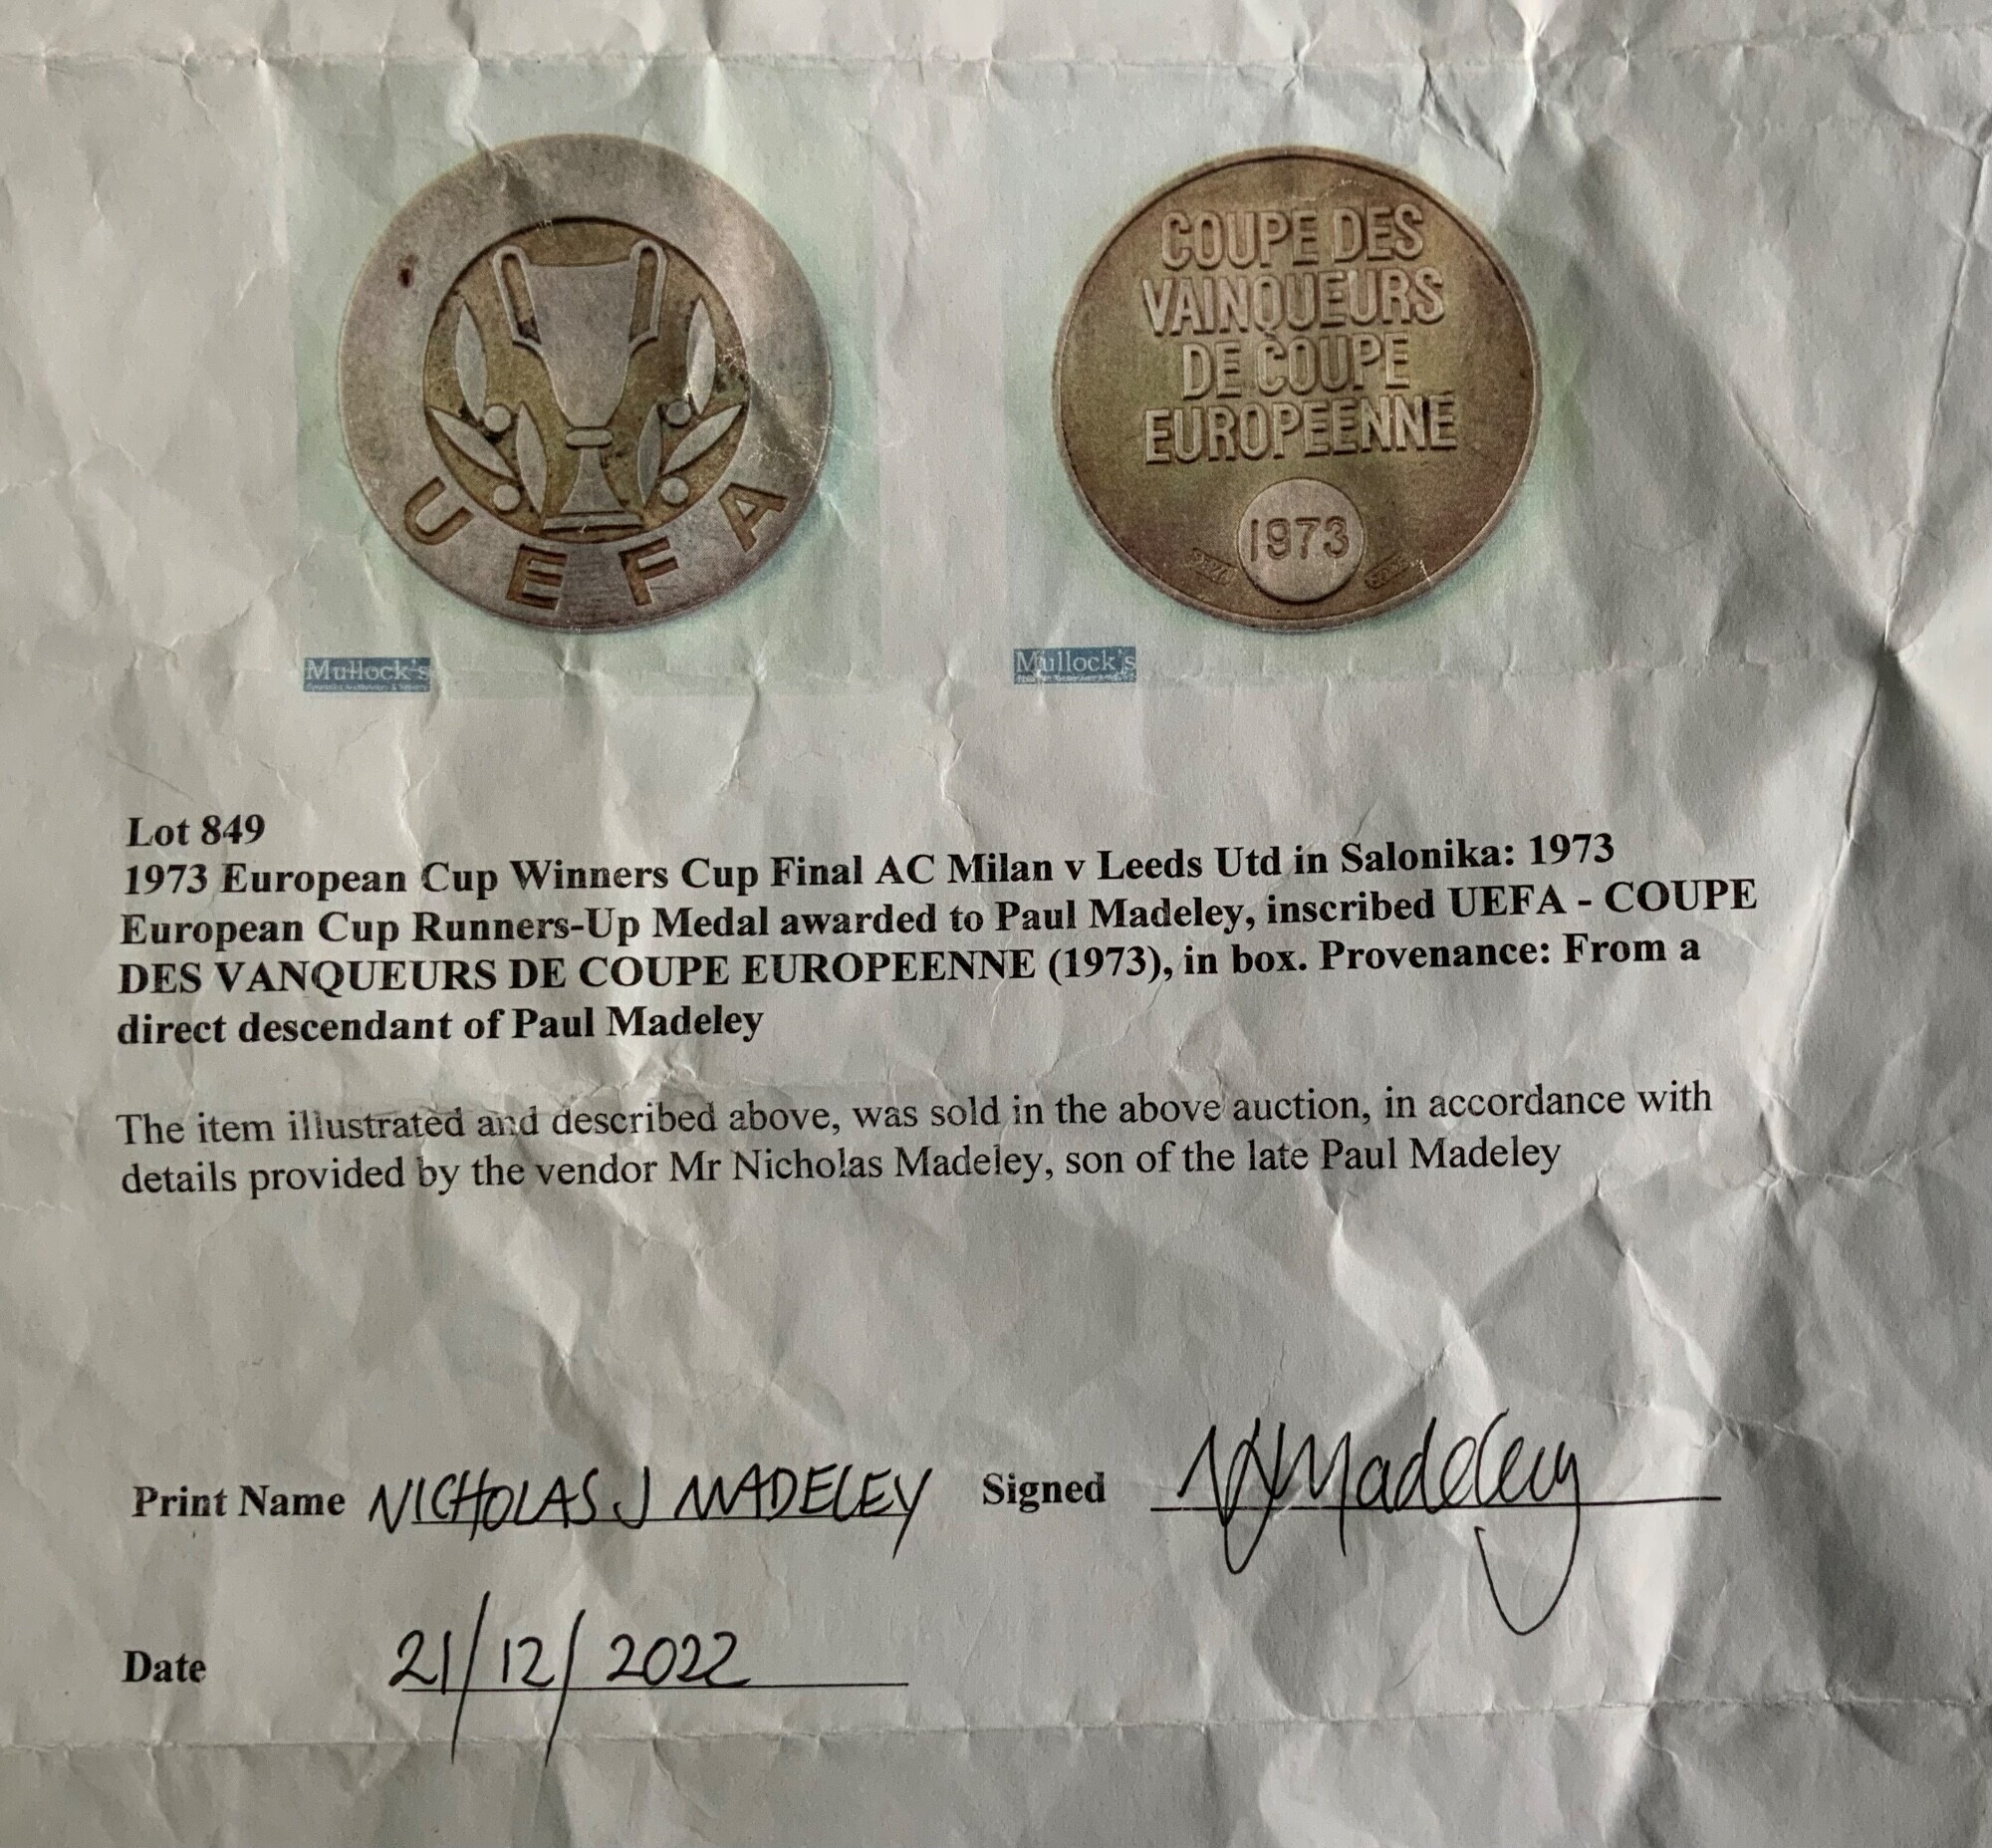 UEFA
COUPE DES
VAINQUEURS
DE COUPE
EUROPEENNE
1973
Mullock's
Mullock's
Lot 849
1973 European Cup Winners Cup Final AC Milan v Leeds Utd in Salonika: 1973
European Cup Runners-Up Medal awarded to Paul Madeley, inscribed UEFA - COUPE
DES VANQUEURS DE COUPE EUROPEENNE (1973), in box. Provenance: From a
direct descendant of Paul Madeley
The item illustrated and described above, was sold in the above auction, in accordance with
details provided by the vendor Mr Nicholas Madeley, son of the late Paul Madeley
Print Name NICHOLAS J MADELEY Signed NJMadeley
Date 21/12/2022